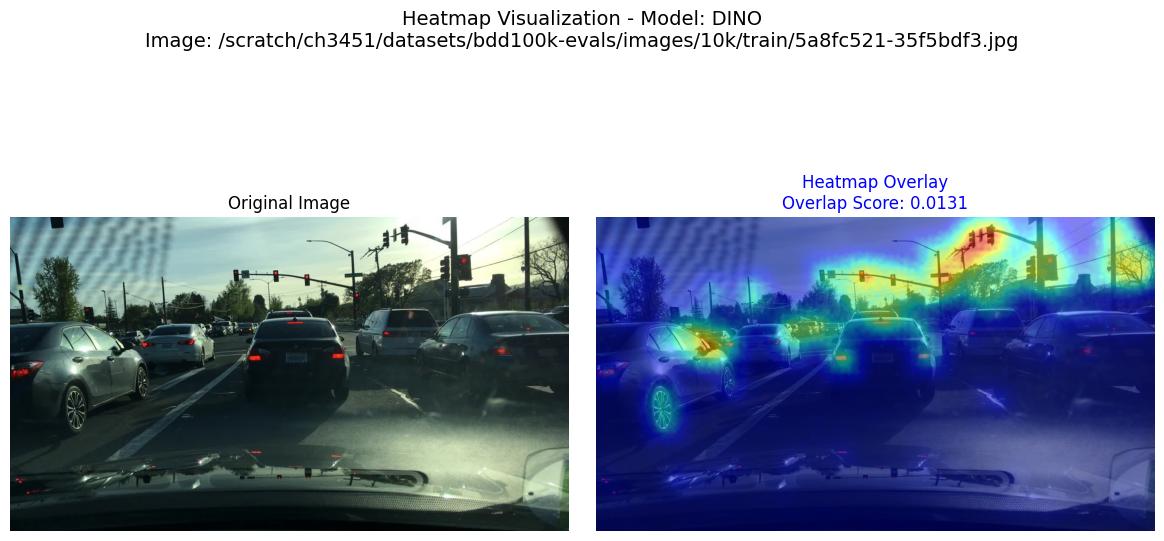 Heatmap Visualization - Model: DINO
Image: /scratch/ch3451/datasets/bdd100k-evals/images/10k/train/5a8fc521-35f5bdf3.jpg
Original Image
Heatmap Overlay
Overlap Score: 0.0131